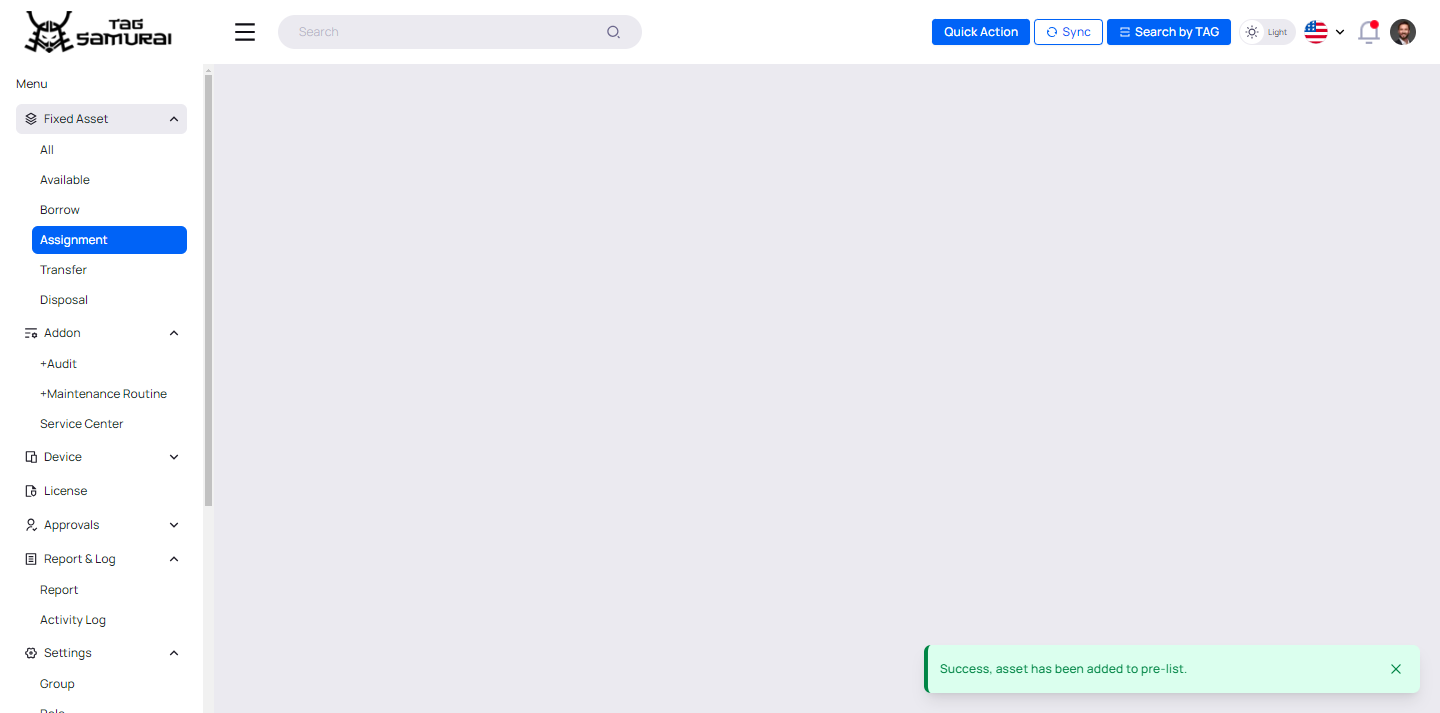 TAG
SAMURAI
Search
Quick Action
Sync
Search by TAG
Light
Menu
Fixed Asset
All
Available
Borrow
Assignment
Transfer
Disposal
Addon
+Audit
+Maintenance Routine
Service Center
Device
License
Approvals
Report & Log
Report
Activity Log
Settings
Group
Success, asset has been added to pre-list.